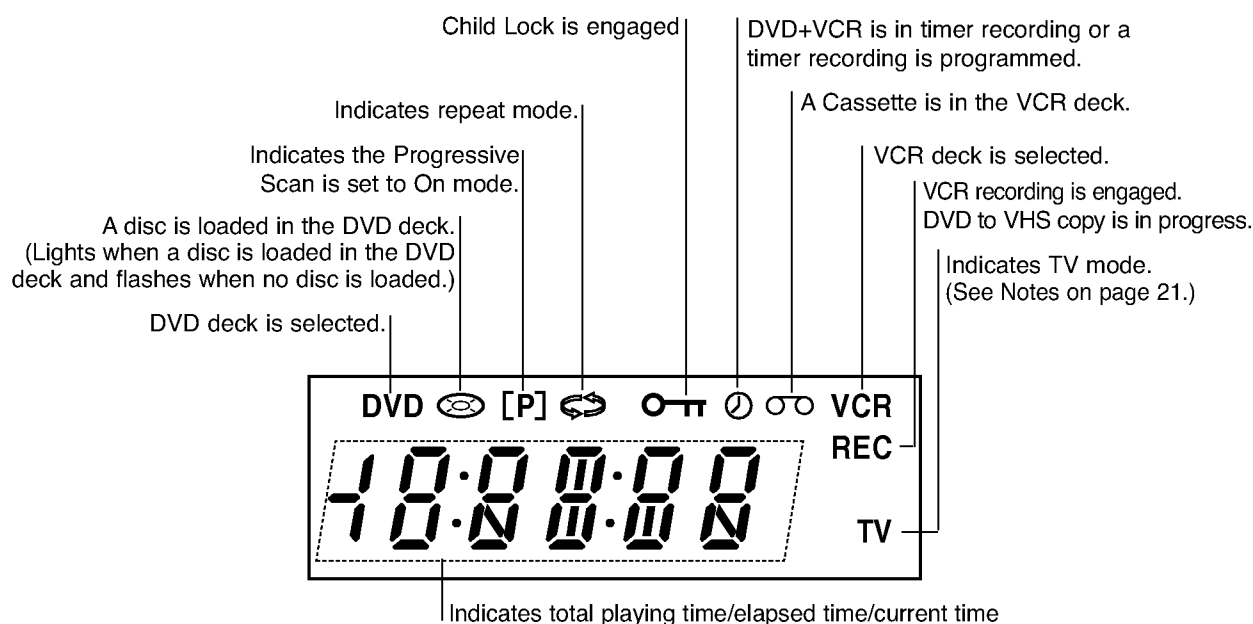 Child Lock is engaged
DVD+VCR is in timer recording or a
timer recording is programmed.
A Cassette is in the VCR deck.
Indicates repeat mode.
VCR deck is selected.
Indicates the Progressive
Scan is set to On mode.
VCR recording is engaged.
DVD to VHS copy is in progress.
A disc is loaded in the DVD deck.
(Lights when a disc is loaded in the DVD
deck and flashes when no disc is loaded.)
Indicates TV mode.
(See Notes on page 21.)
DVD deck is selected.
DVD [P] VCR
REC
TV
Indicates total playing time/elapsed time/current time